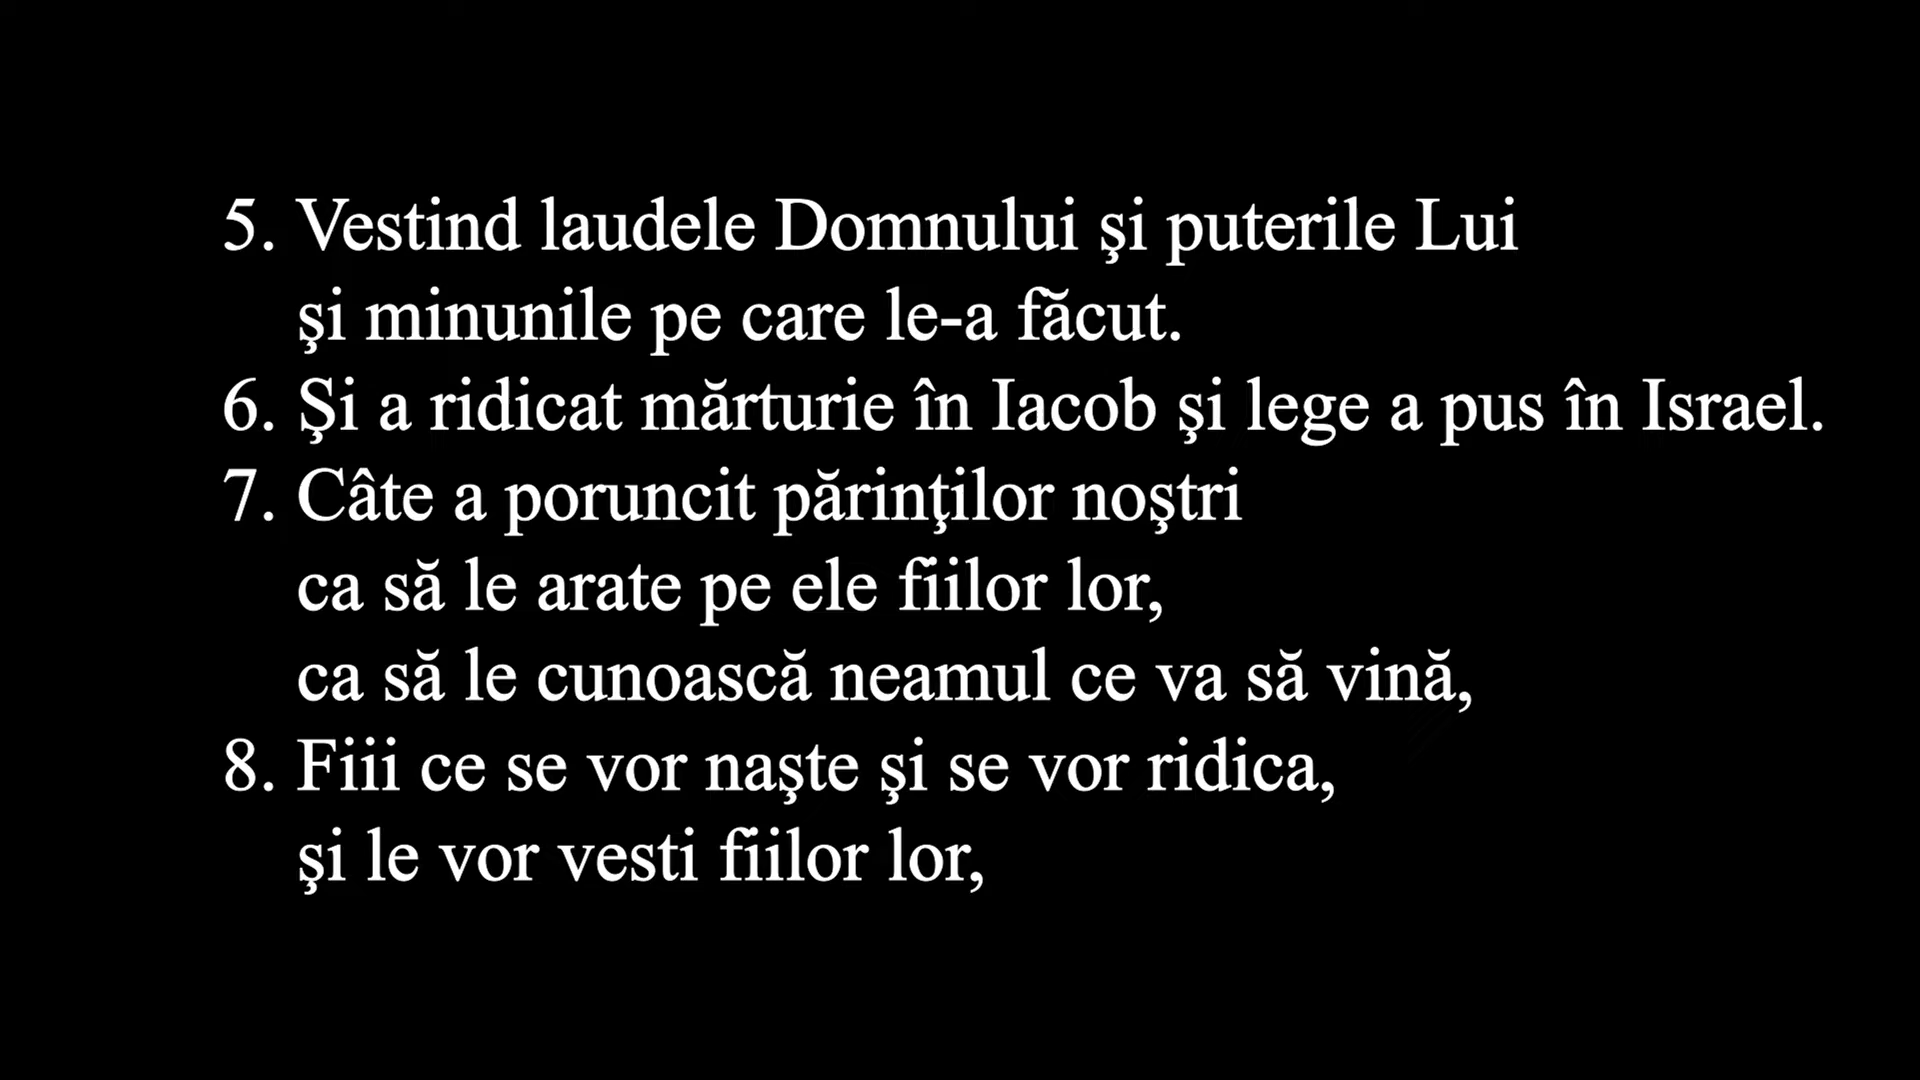 5. Vestind laudele Domnului şi puterile Lui
şi minunile pe care le-a făcut.
6. Şi a ridicat mărturie în Iacob şi lege a pus în Israel.
7. Câte a poruncit părinţilor noştri
ca să le arate pe ele fiilor lor,
ca să le cunoască neamul ce va să vină,
8. Fiii ce se vor naşte şi se vor ridica,
şi le vor vesti fiilor lor,